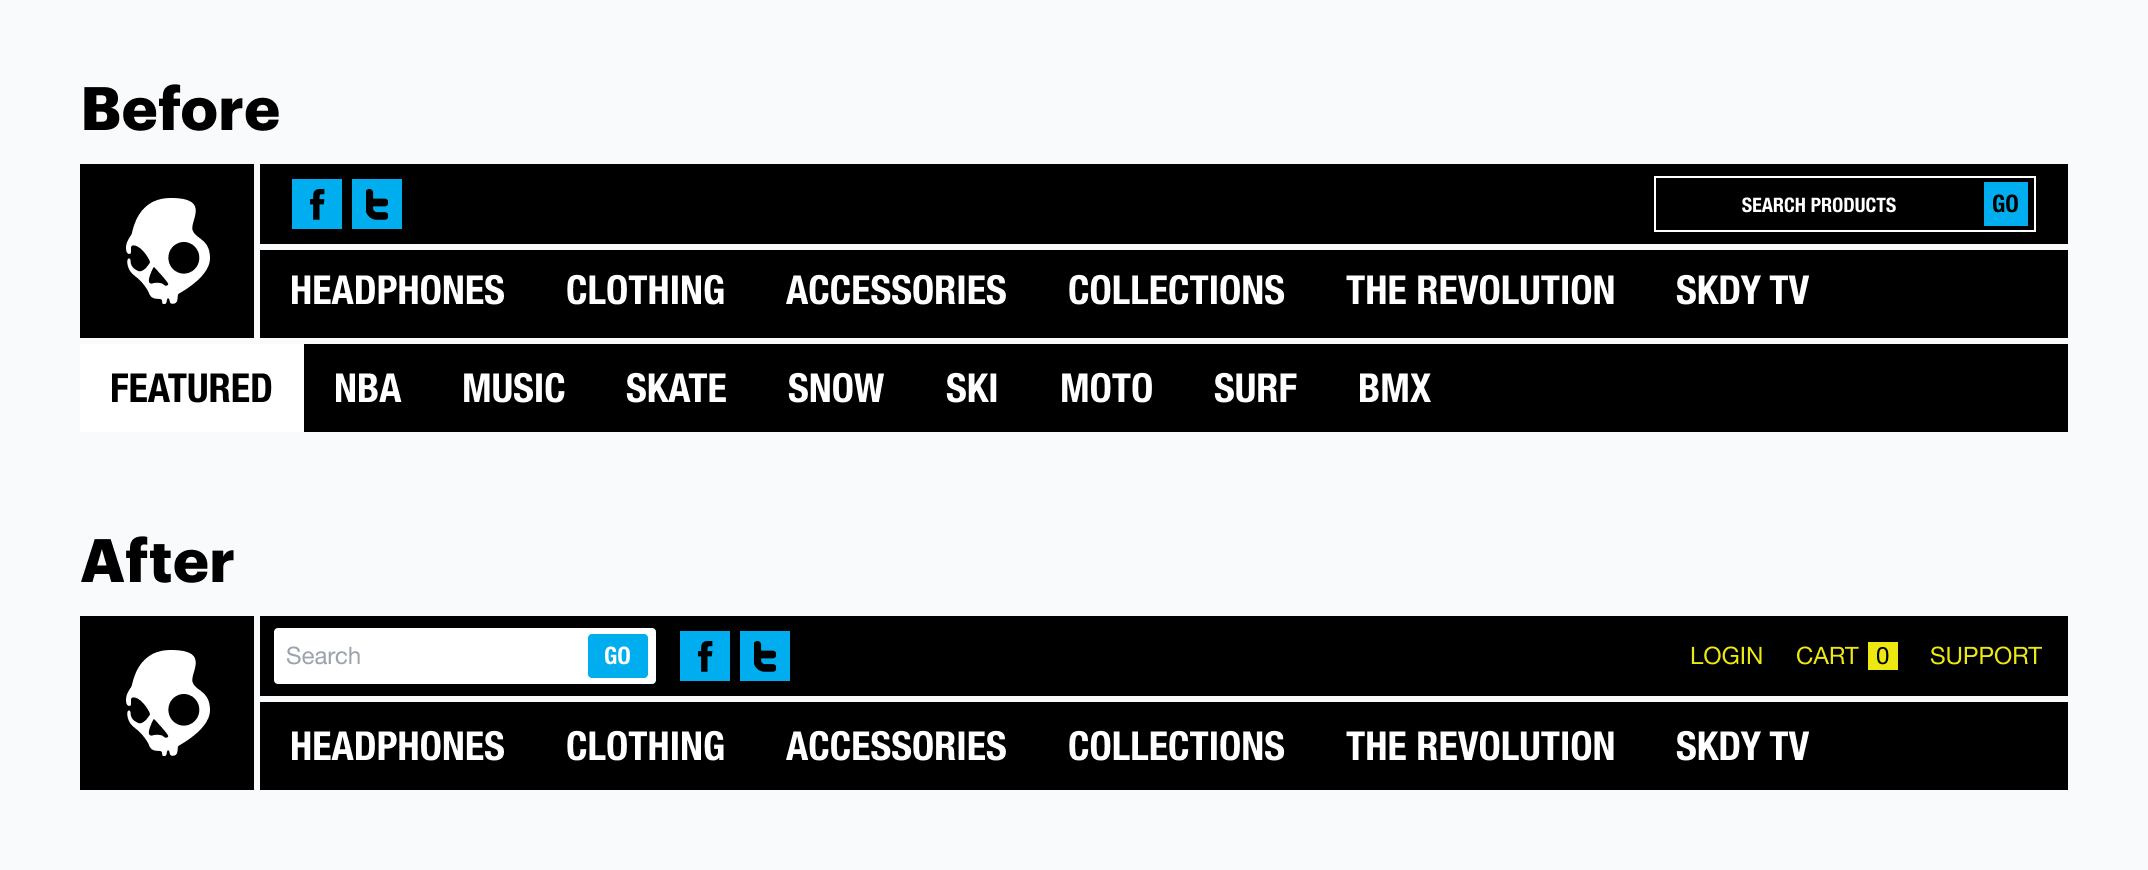 Before
f t SEARCH PRODUCTS GO
HEADPHONES CLOTHING ACCESSORIES COLLECTIONS THE REVOLUTION SKDY TV
FEATURED NBA MUSIC SKATE SNOW SKI MOTO SURF BMX
After
Search GO f t LOGIN CART 0 SUPPORT
HEADPHONES CLOTHING ACCESSORIES COLLECTIONS THE REVOLUTION SKDY TV